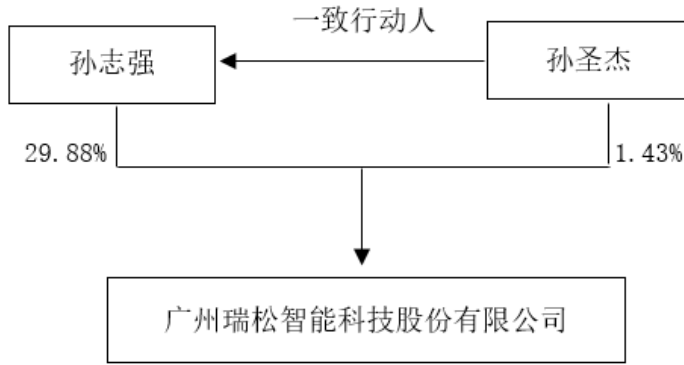 一致行动人
孙志强
孙圣杰
29.88%
1.43%
广州瑞松智能科技股份有限公司